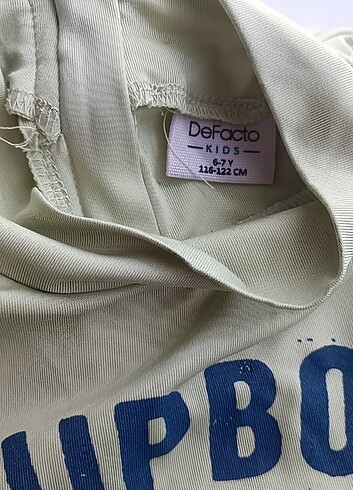 DeFacto
KIDS
6-7 Y
116-122 CM
UPBO